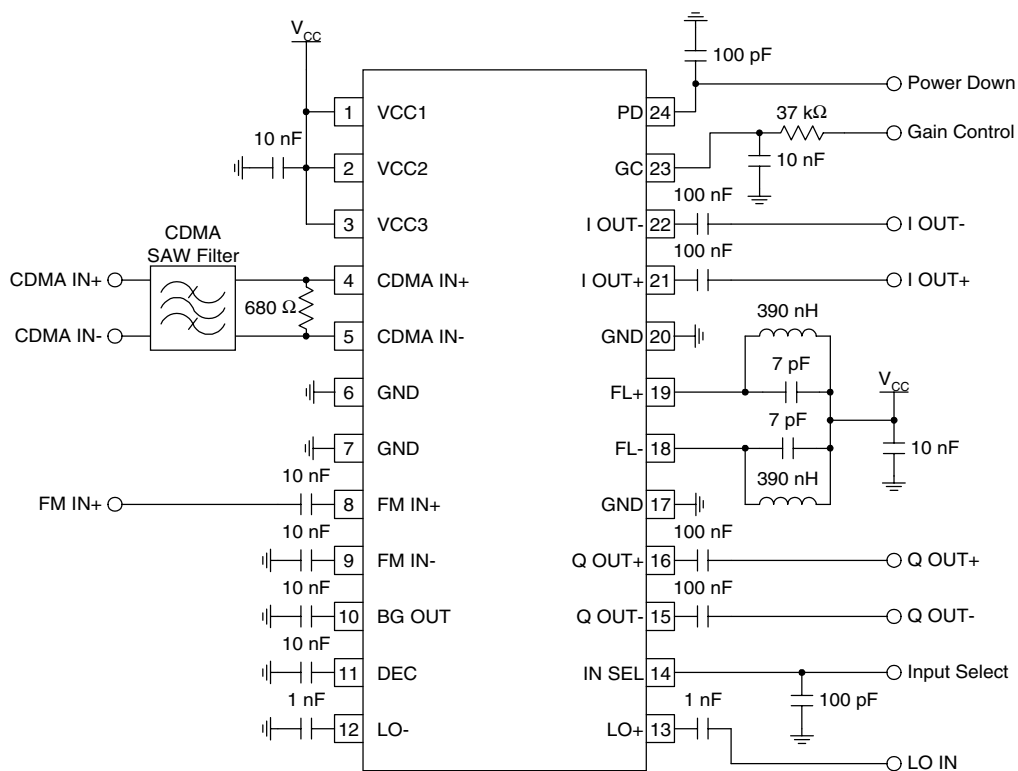 VCC
100 pF
Power Down
1 VCC1
PD 24
37 kΩ
Gain Control
10 nF
2 VCC2
GC 23
10 nF
100 nF
3 VCC3
I OUT- 22
I OUT-
CDMA
SAW Filter
100 nF
CDMA IN+
4 CDMA IN+
I OUT+ 21
I OUT+
680 Ω
390 nH
CDMA IN-
5 CDMA IN-
GND 20
7 pF
VCC
6 GND
FL+ 19
7 pF
7 GND
FL- 18
10 nF
10 nF
390 nH
FM IN+
8 FM IN+
GND 17
10 nF
100 nF
9 FM IN-
Q OUT+ 16
Q OUT+
10 nF
100 nF
10 BG OUT
Q OUT- 15
Q OUT-
10 nF
11 DEC
IN SEL 14
Input Select
1 nF
1 nF
100 pF
12 LO-
LO+ 13
LO IN